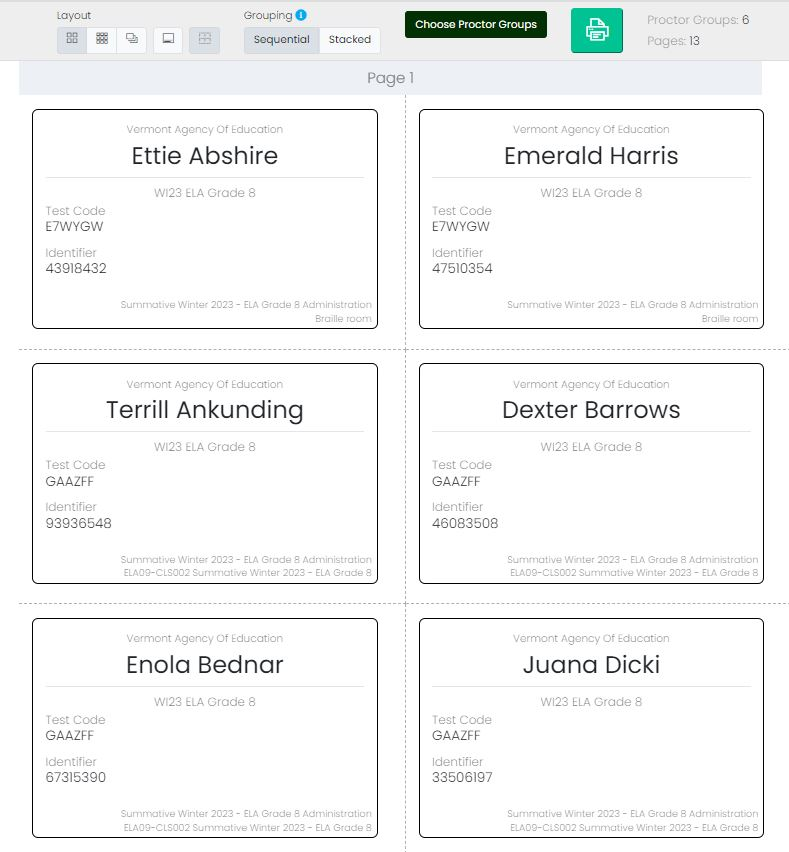 Layout
Grouping
Sequential
Stacked
Choose Proctor Groups
Proctor Groups: 6
Pages: 13
Page 1
Vermont Agency Of Education
Ettie Abshire
WI23 ELA Grade 8
Test Code
E7WYGW
Identifier
43918432
Summative Winter 2023 - ELA Grade 8 Administration
Braille room
Vermont Agency Of Education
Emerald Harris
WI23 ELA Grade 8
Test Code
E7WYGW
Identifier
47510354
Summative Winter 2023 - ELA Grade 8 Administration
Braille room
Vermont Agency Of Education
Terrill Ankunding
WI23 ELA Grade 8
Test Code
GAAZFF
Identifier
93936548
Summative Winter 2023 - ELA Grade 8 Administration
ELA09-CLS002 Summative Winter 2023 - ELA Grade 8
Vermont Agency Of Education
Dexter Barrows
WI23 ELA Grade 8
Test Code
GAAZFF
Identifier
46083508
Summative Winter 2023 - ELA Grade 8 Administration
ELA09-CLS002 Summative Winter 2023 - ELA Grade 8
Vermont Agency Of Education
Enola Bednar
WI23 ELA Grade 8
Test Code
GAAZFF
Identifier
67315390
Summative Winter 2023 - ELA Grade 8 Administration
ELA09-CLS002 Summative Winter 2023 - ELA Grade 8
Vermont Agency Of Education
Juana Dicki
WI23 ELA Grade 8
Test Code
GAAZFF
Identifier
33506197
Summative Winter 2023 - ELA Grade 8 Administration
ELA09-CLS002 Summative Winter 2023 - ELA Grade 8